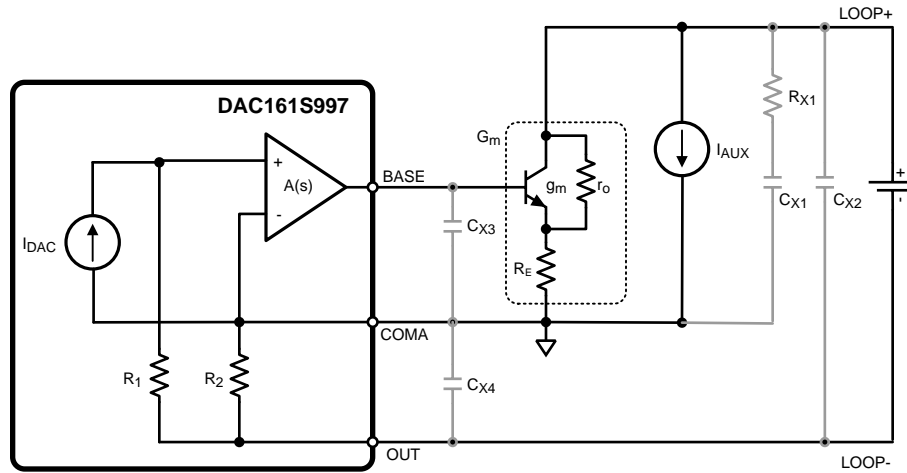 LOOP+
DAC161S997
G_m
R_X1
+
A(s)
-
BASE
g_m
r_o
I_AUX
+
-
I_DAC
C_X3
C_X1
C_X2
R_E
COMA
R_1
R_2
C_X4
OUT
LOOP-